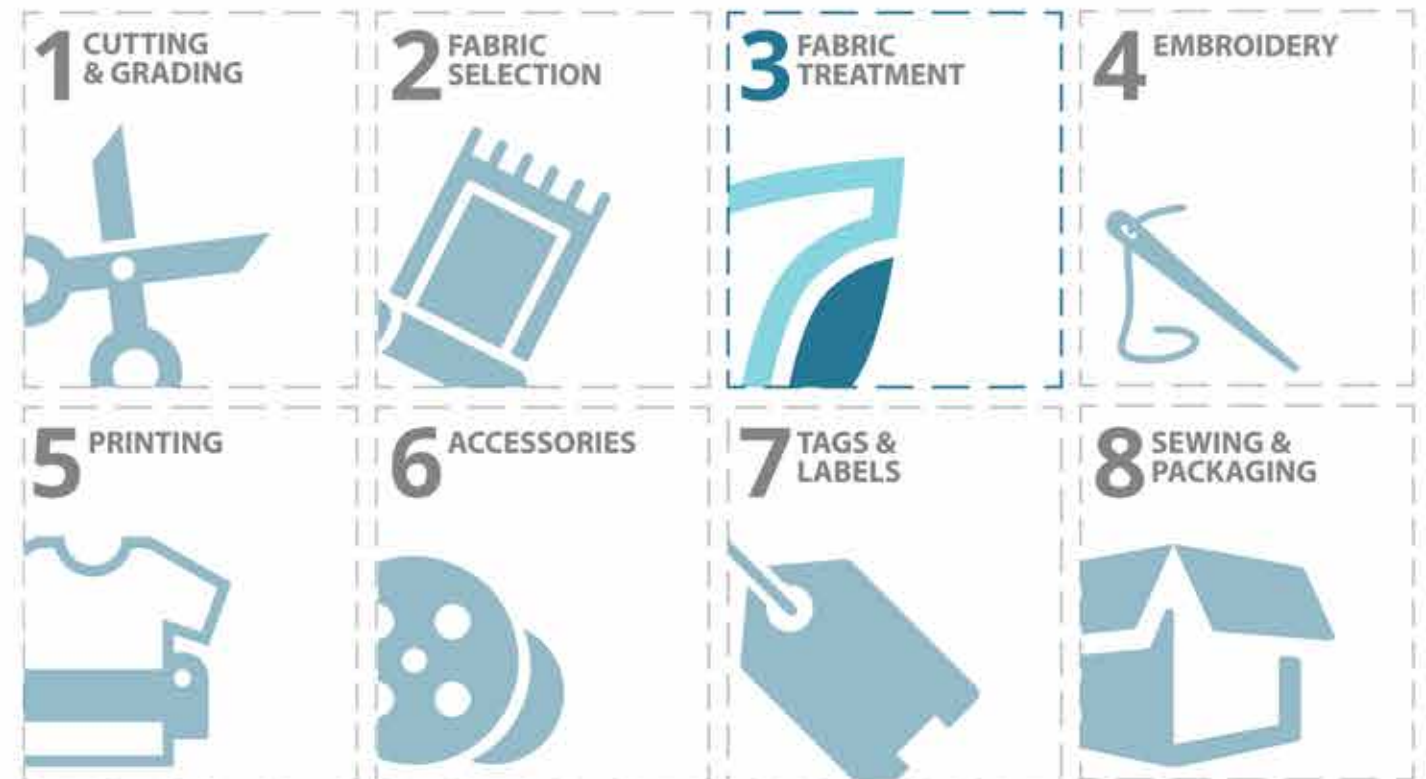 1 CUTTING
& GRADING
2 FABRIC
SELECTION
3 FABRIC
TREATMENT
4 EMBROIDERY
5 PRINTING
6 ACCESSORIES
7 TAGS &
LABELS
8 SEWING &
PACKAGING